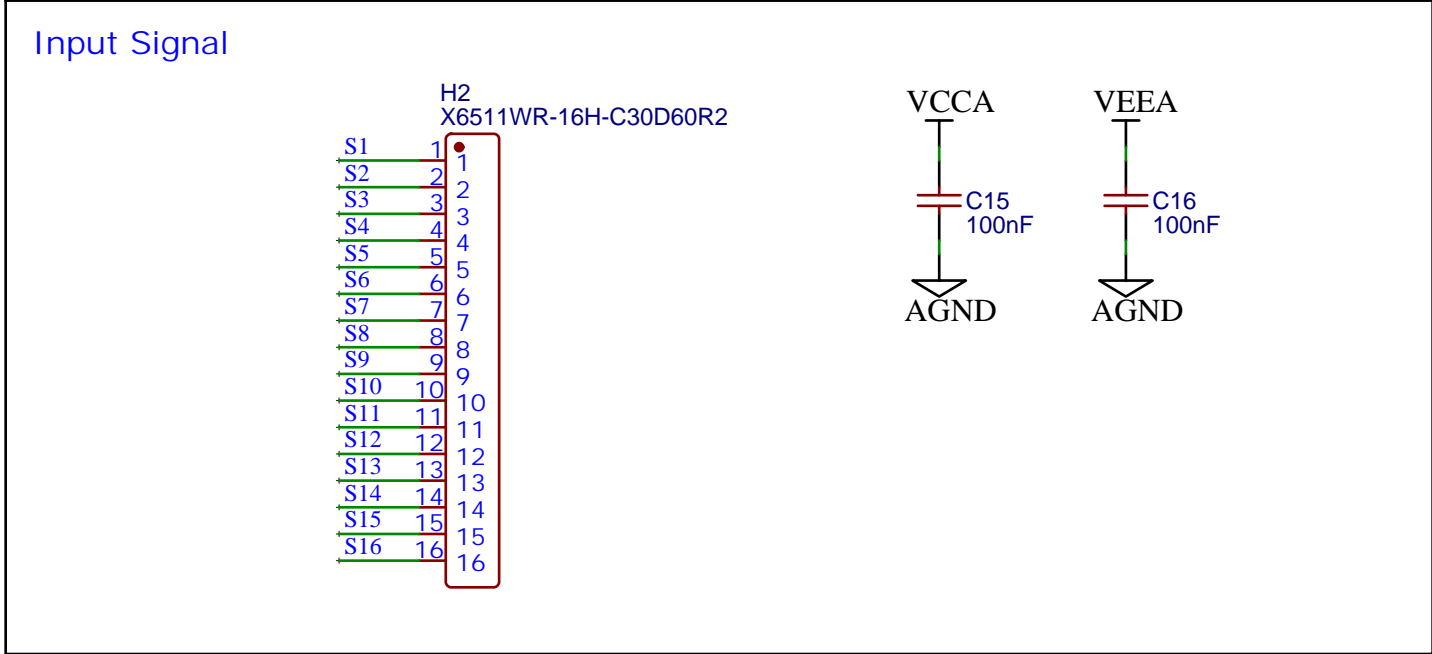 Input Signal
H2
X6511WR-16H-C30D60R2
S1 1 1
S2 2 2
S3 3 3
S4 4 4
S5 5 5
S6 6 6
S7 7 7
S8 8 8
S9 9 9
S10 10 10
S11 11 11
S12 12 12
S13 13 13
S14 14 14
S15 15 15
S16 16 16
VCCA
C15
100nF
AGND
VEEA
C16
100nF
AGND